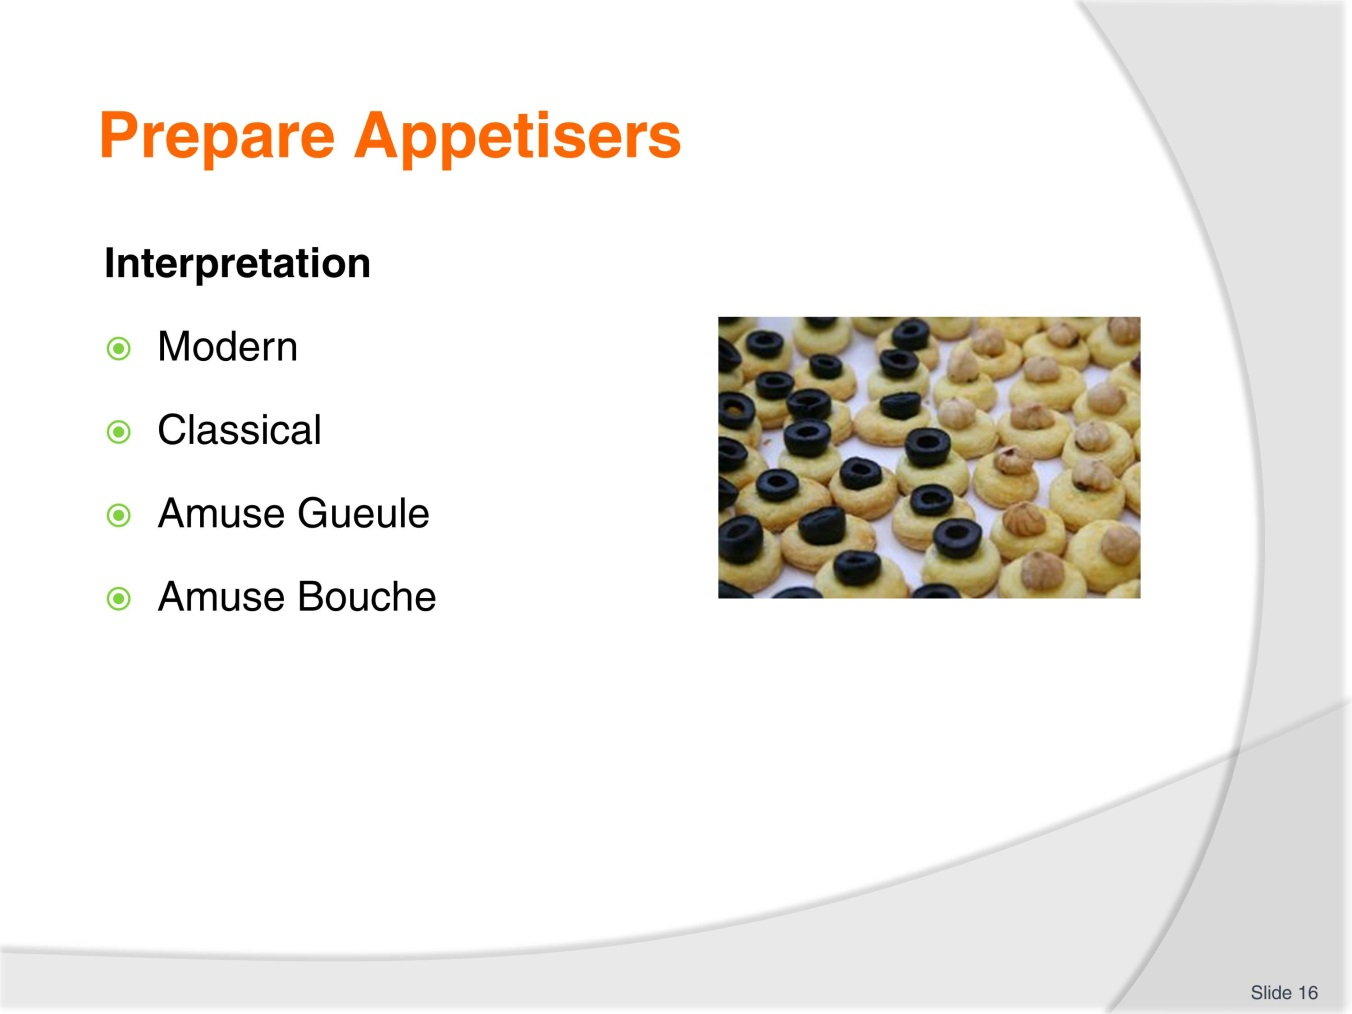 Prepare Appetisers
Interpretation
Modern
Classical
Amuse Gueule
Amuse Bouche
Slide 16